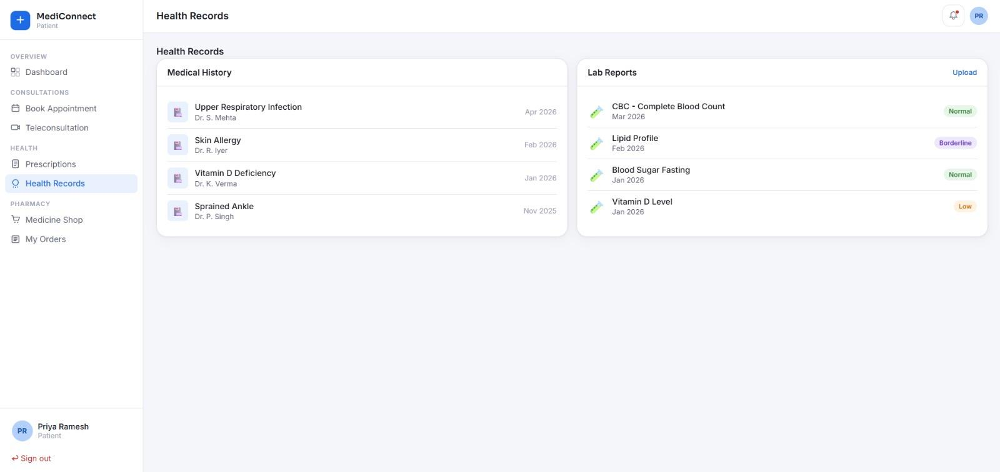 MediConnect
Patient
OVERVIEW
Dashboard
CONSULTATIONS
Book Appointment
Teleconsultation
HEALTH
Prescriptions
Health Records
PHARMACY
Medicine Shop
My Orders
PR
Priya Ramesh
Patient
Sign out
Health Records
PR
Health Records
Medical History
Upper Respiratory Infection
Dr. S. Mehta
Apr 2026
Skin Allergy
Dr. R. Iyer
Feb 2026
Vitamin D Deficiency
Dr. K. Verma
Jan 2026
Sprained Ankle
Dr. P. Singh
Nov 2025
Lab Reports
Upload
CBC - Complete Blood Count
Mar 2026
Normal
Lipid Profile
Feb 2026
Borderline
Blood Sugar Fasting
Jan 2026
Normal
Vitamin D Level
Jan 2026
Low